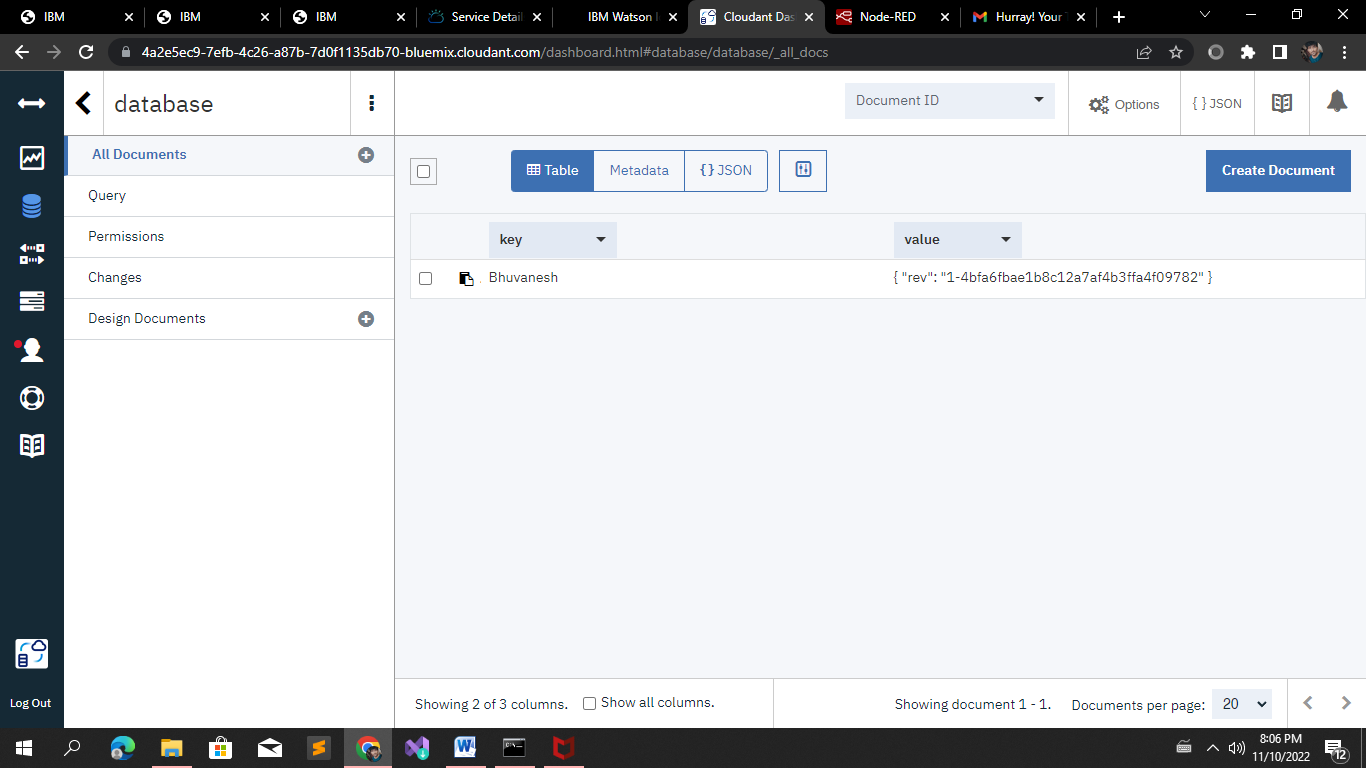 IBM
IBM
IBM
Service Detail
IBM Watson I
Cloudant Das
Node-RED
Hurray! Your
4a2e5ec9-7efb-4c26-a87b-7d0f1135db70-bluemix.cloudant.com/dashboard.html#database/database/_all_docs
database
Document ID
Options
{ } JSON
All Documents
Table
Metadata
{ } JSON
Create Document
Query
Permissions
Changes
Design Documents
key
value
Bhuvanesh
{ "rev": "1-4bfa6fbae1b8c12a7af4b3ffa4f09782" }
Log Out
Showing 2 of 3 columns.
Show all columns.
Showing document 1 - 1.
Documents per page:
20
8:06 PM
11/10/2022
12